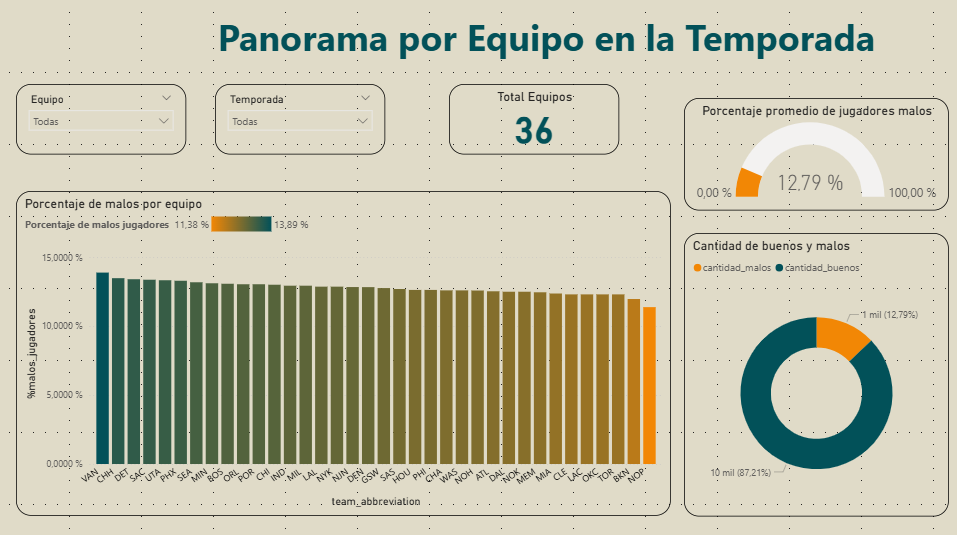 Panorama por Equipo en la Temporada
Equipo
Todas
Temporada
Todas
Total Equipos
36
Porcentaje promedio de jugadores malos
0,00 %
12,79 %
100,00 %
Porcentaje de malos por equipo
Porcentaje de malos jugadores 11,38 % 13,89 %
%malos_jugadores
15,0000 %
10,0000 %
5,0000 %
0,0000 %
VAN CHH DET SAC UTA PHX SEA MIN BOS ORL POR CHI IND MIL LAL NYK NJN DEN GSW SAS HOU PHI CHA WAS NOH ATL DAL NOK MEM MIA CLE LAC OKC TOR BKN NOP
team_abbreviation
Cantidad de buenos y malos
cantidad_malos cantidad_buenos
1 mil (12,79%)
10 mil (87,21%)